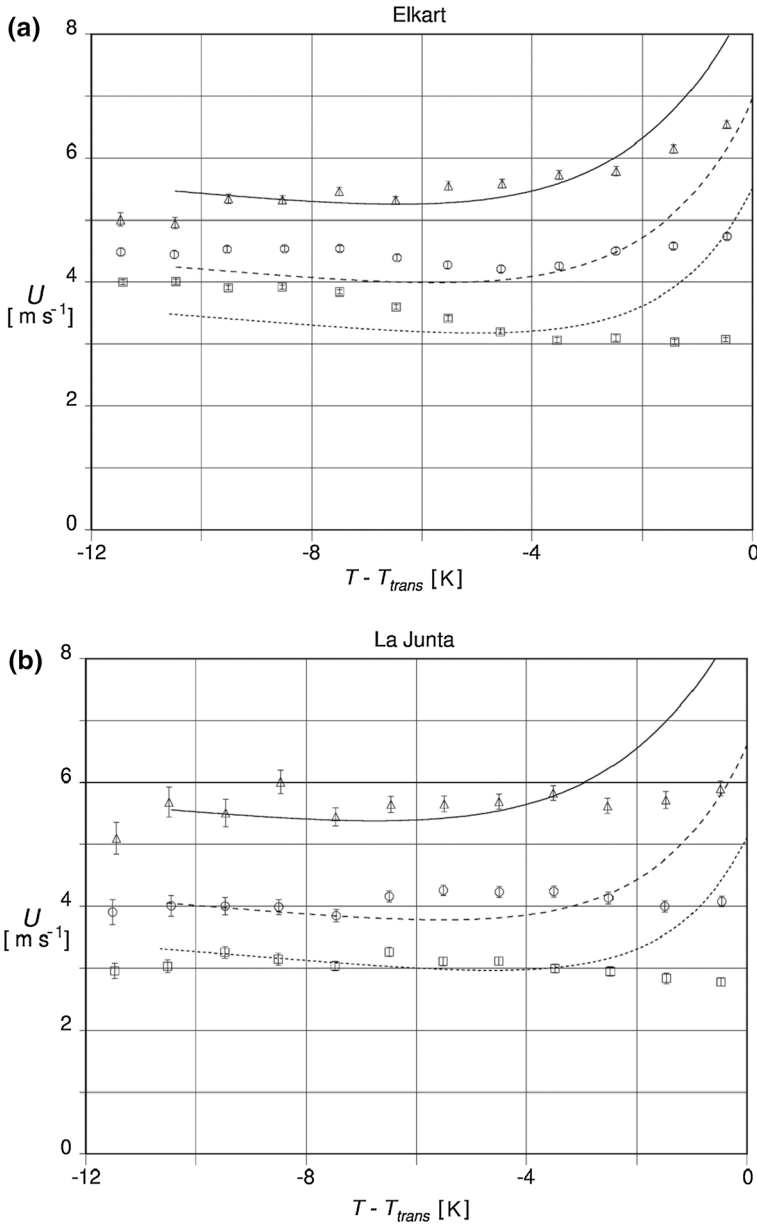 (a)
Elkart
8
6
4
2
0
U
[ m s-1]
-12
-8
-4
0
T - Ttrans [ K ]
(b)
La Junta
8
6
4
2
0
U
[ m s-1]
-12
-8
-4
0
T - Ttrans [ K ]